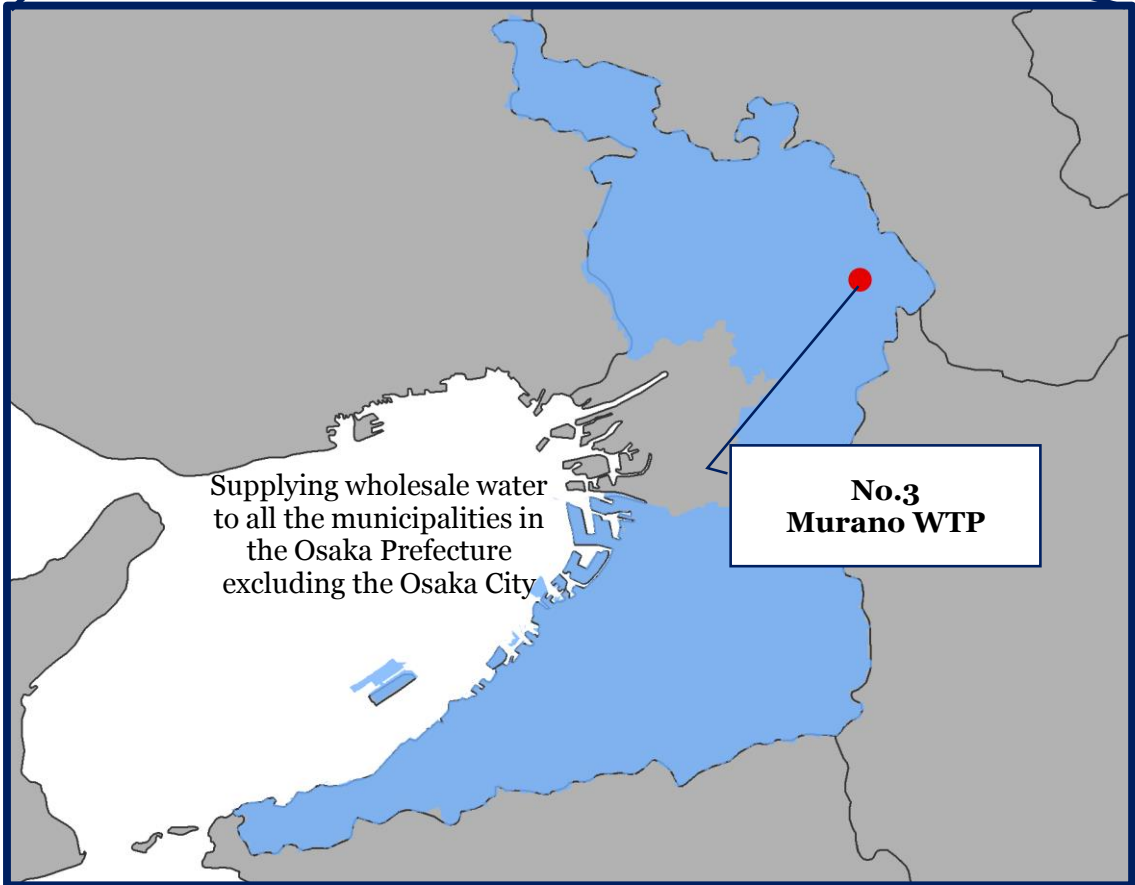 Supplying wholesale water
to all the municipalities in
the Osaka Prefecture
excluding the Osaka City
No.3
Murano WTP